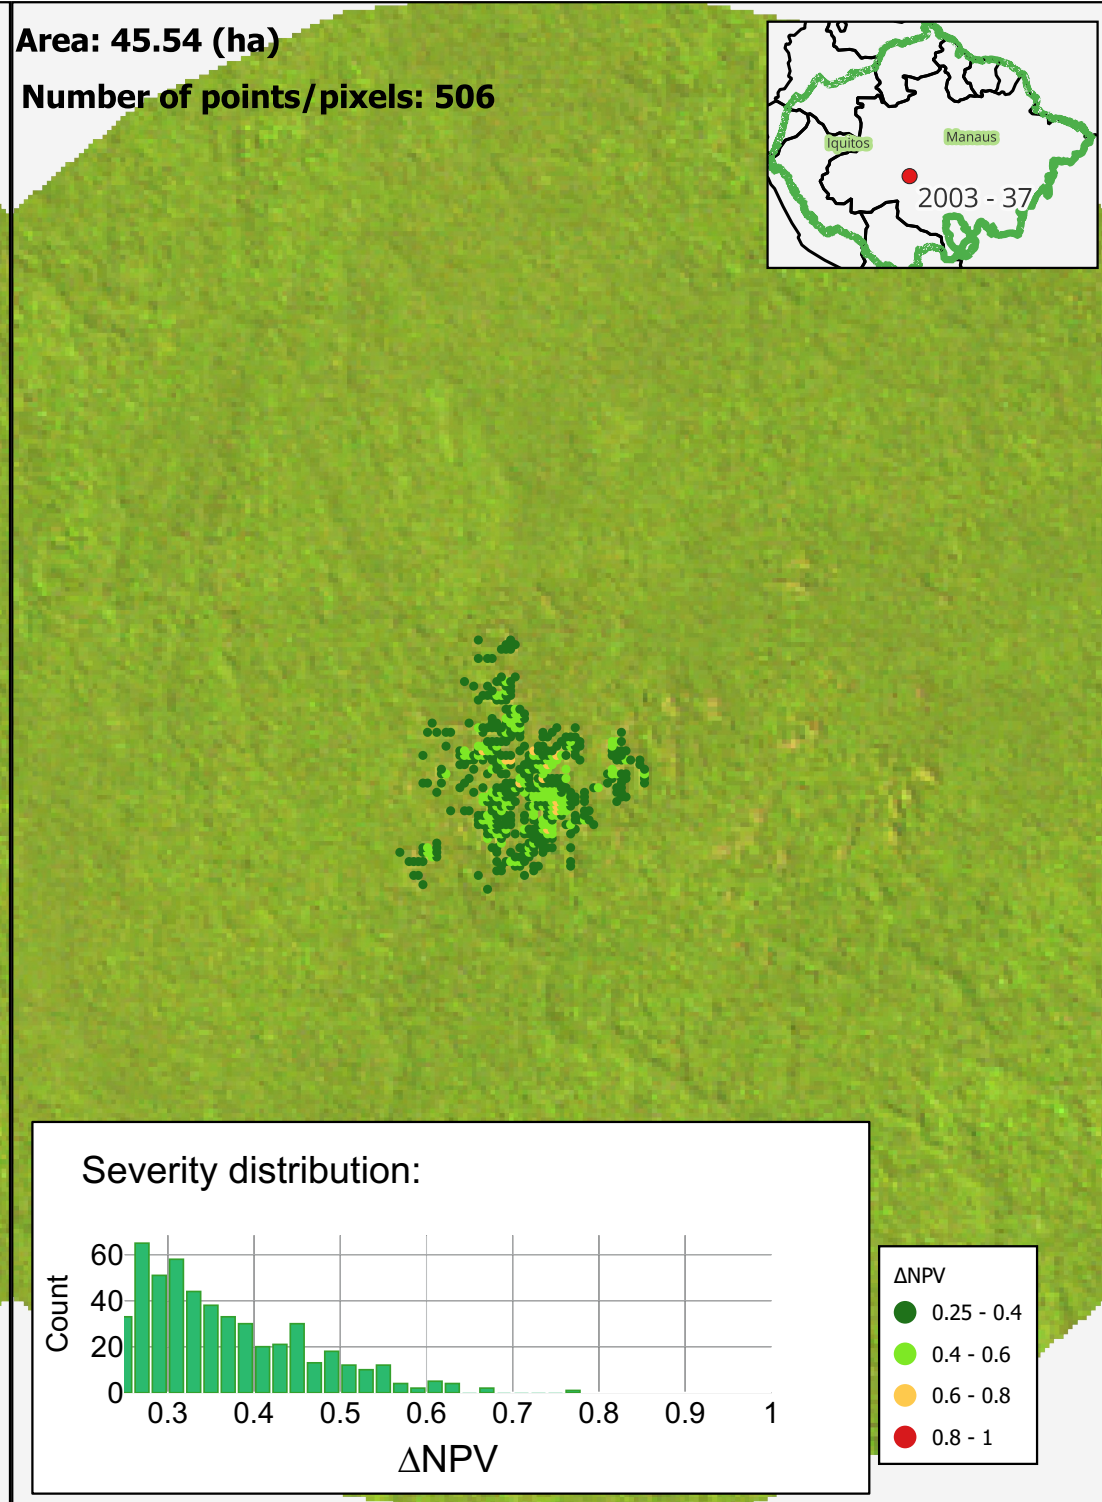 Area: 45.54 (ha)
Number of points/pixels: 506
Iquitos
Manaus
2003 - 37
Severity distribution:
Count
60
40
20
0
0.3 0.4 0.5 0.6 0.7 0.8 0.9 1
ΔNPV
ΔNPV
0.25 - 0.4
0.4 - 0.6
0.6 - 0.8
0.8 - 1